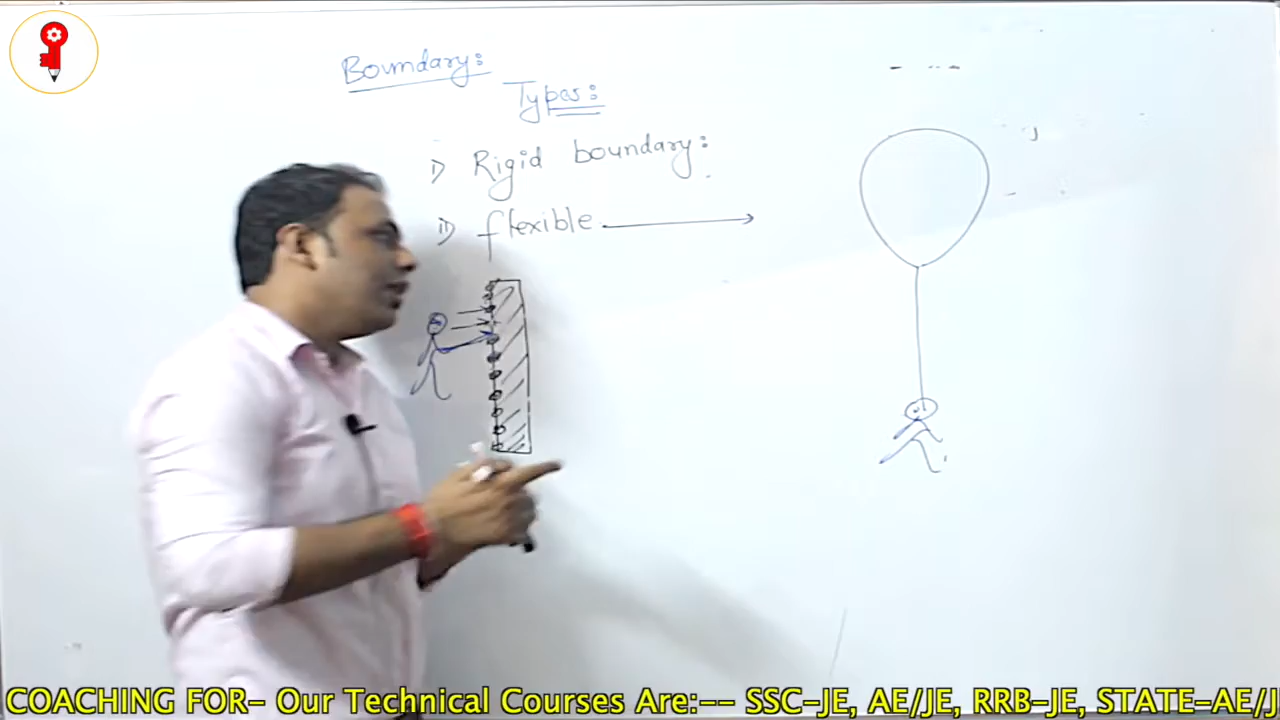 Boundary:
Types:
i) Rigid boundary:
ii) flexible
COACHING FOR- Our Technical Courses Are:-- SSC-JE, AE/JE, RRB-JE, STATE-AE/J